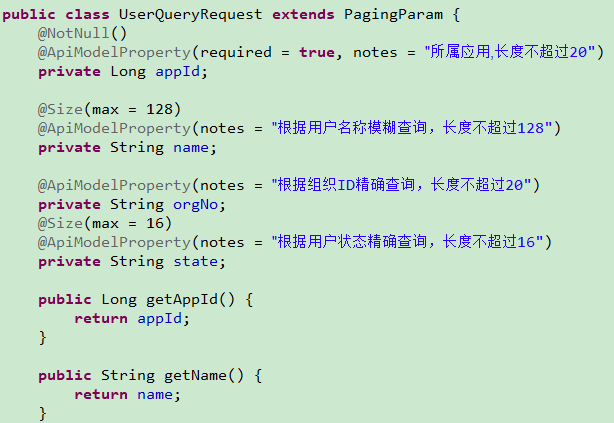 public class UserQueryRequest extends PagingParam {
@NotNull()
@ApiModelProperty(required = true, notes = "所属应用,长度不超过20")
private Long appId;
@Size(max = 128)
@ApiModelProperty(notes = "根据用户名称模糊查询，长度不超过128")
private String name;
@ApiModelProperty(notes = "根据组织ID精确查询，长度不超过20")
private String orgNo;
@Size(max = 16)
@ApiModelProperty(notes = "根据用户状态精确查询，长度不超过16")
private String state;
public Long getAppId() {
return appId;
}
public String getName() {
return name;
}